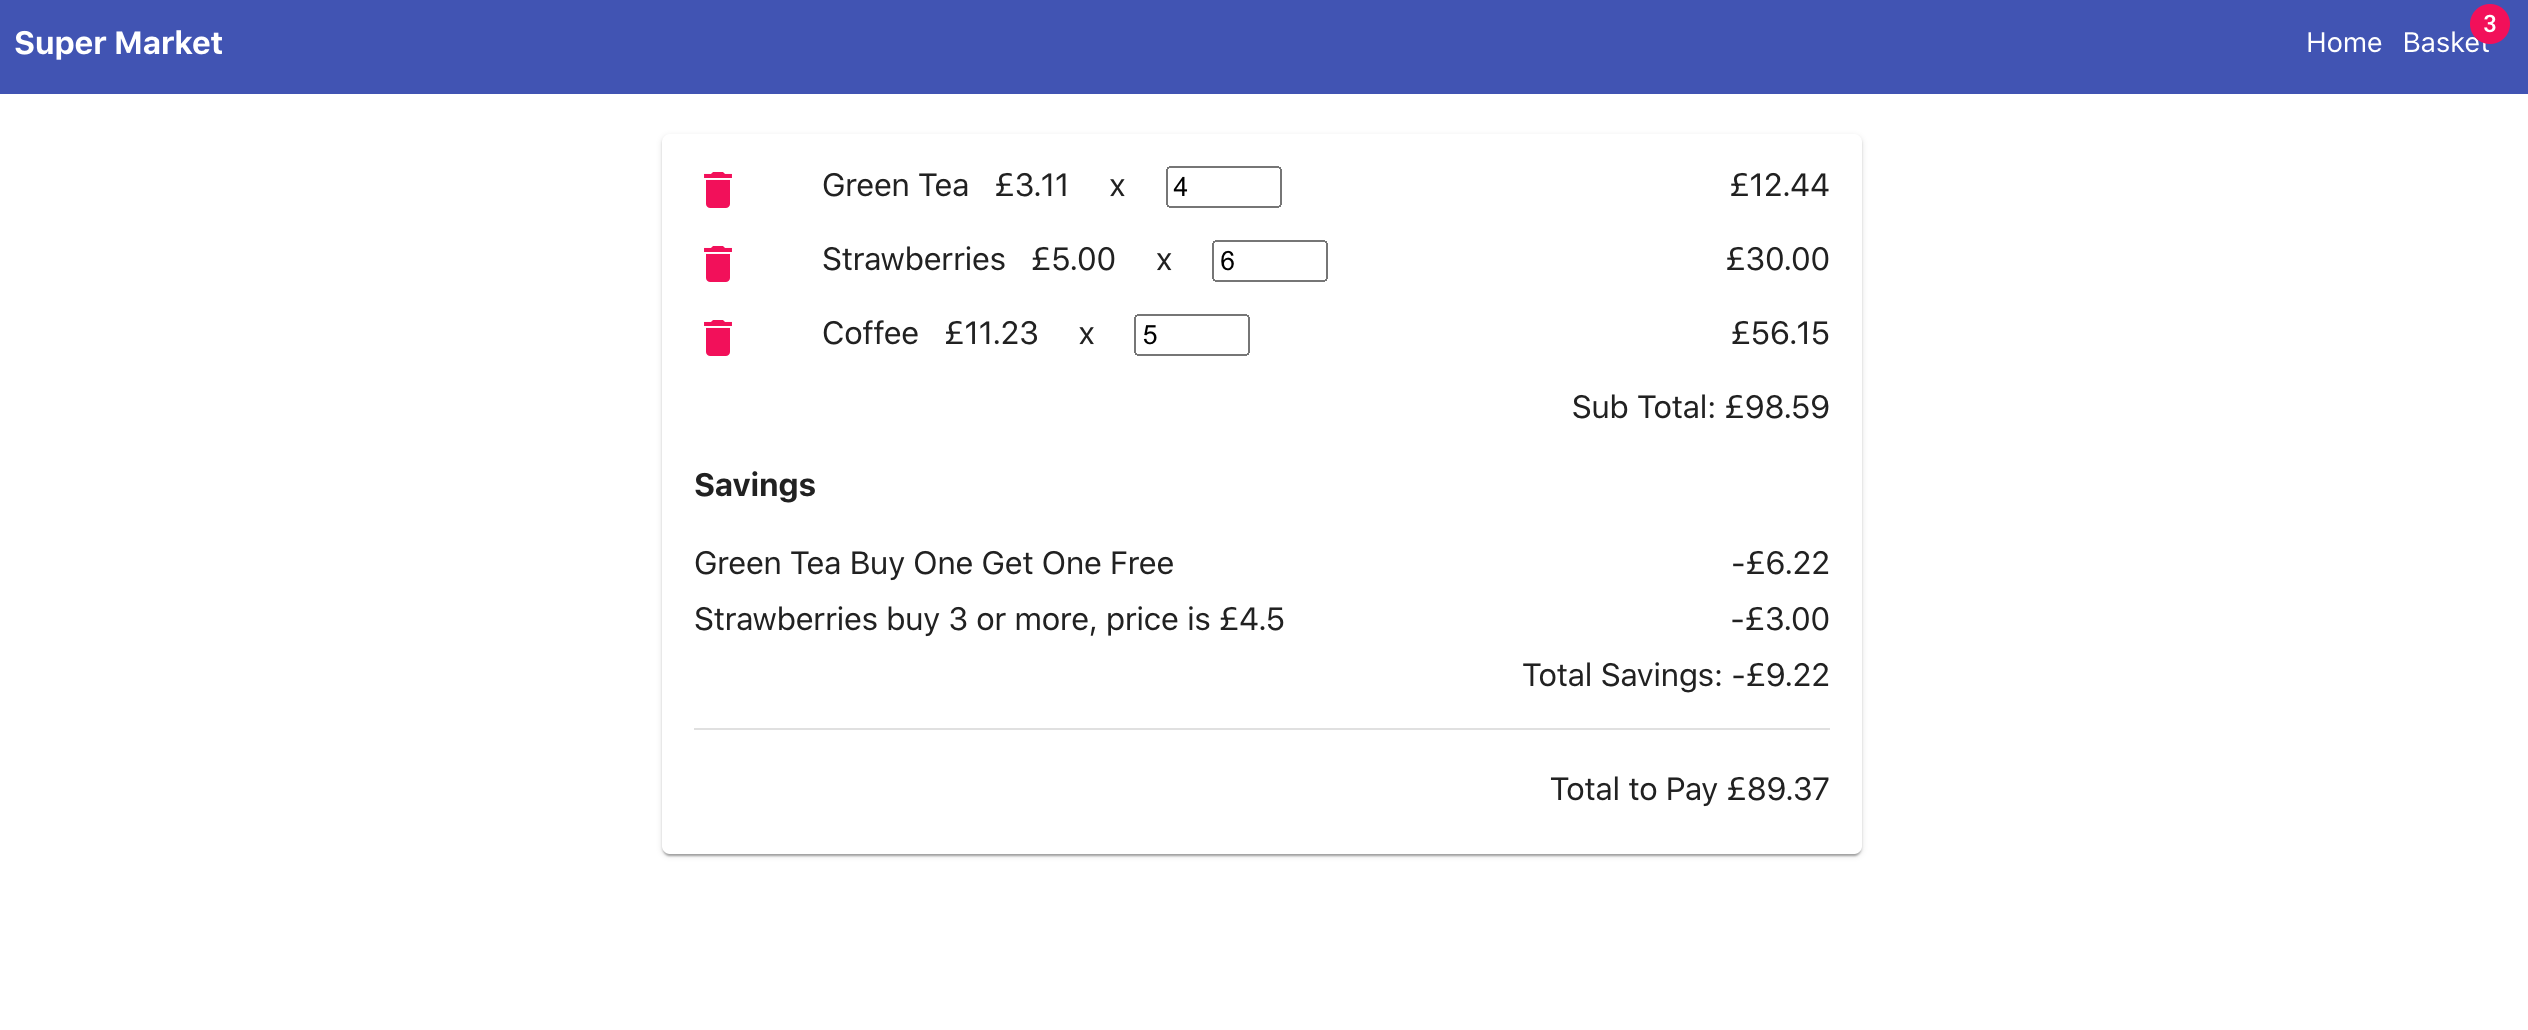 Super Market Home Basket 3
Green Tea £3.11 x 4 £12.44
Strawberries £5.00 x 6 £30.00
Coffee £11.23 x 5 £56.15
Sub Total: £98.59
Savings
Green Tea Buy One Get One Free -£6.22
Strawberries buy 3 or more, price is £4.5 -£3.00
Total Savings: -£9.22
Total to Pay £89.37